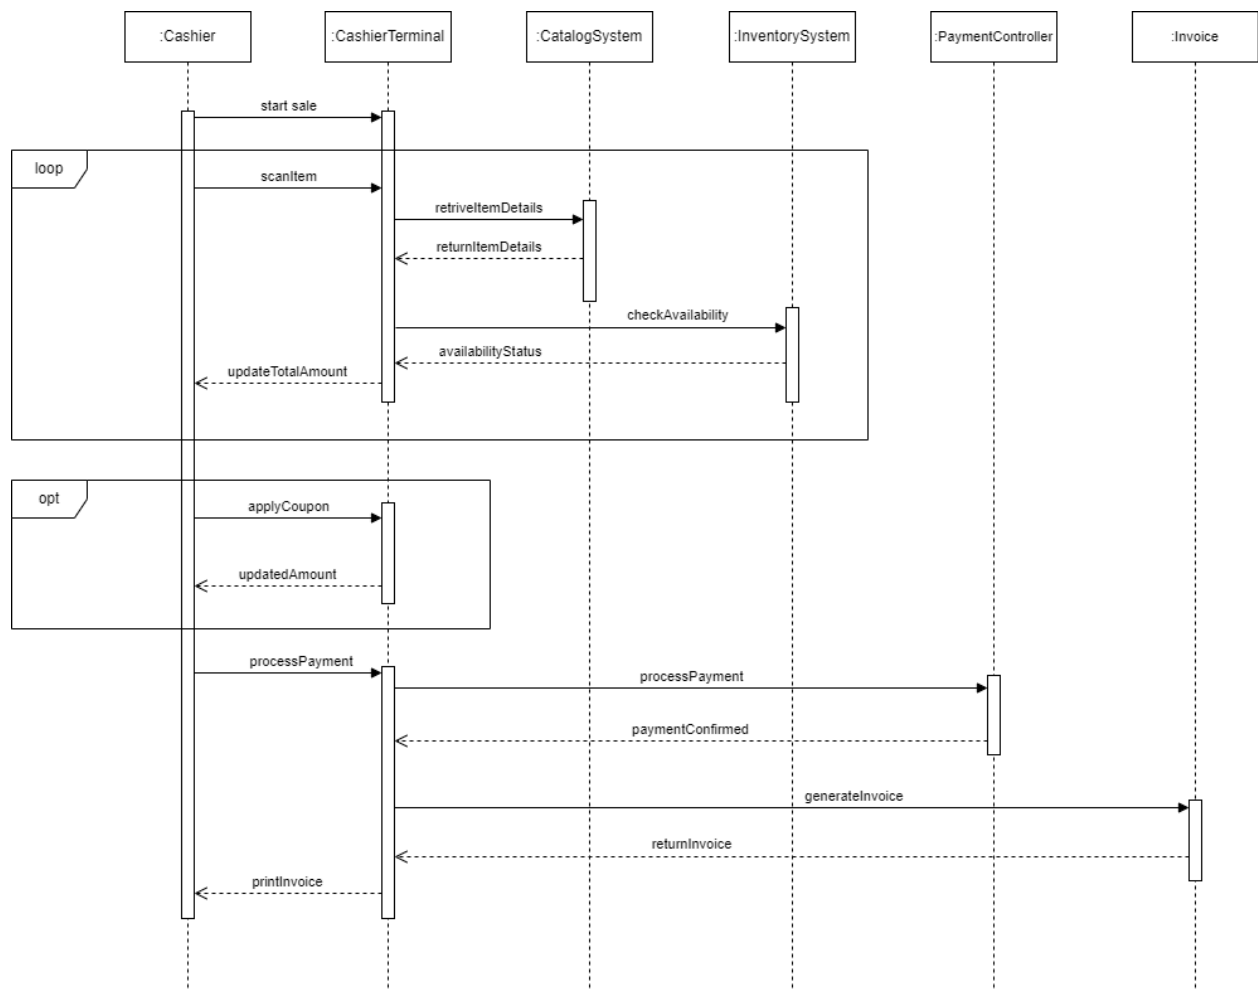 :Cashier
:CashierTerminal
:CatalogSystem
:InventorySystem
:PaymentController
:Invoice
start sale
loop
scanItem
retriveItemDetails
returnItemDetails
checkAvailability
availabilityStatus
updateTotalAmount
opt
applyCoupon
updatedAmount
processPayment
processPayment
paymentConfirmed
generateInvoice
returnInvoice
printInvoice